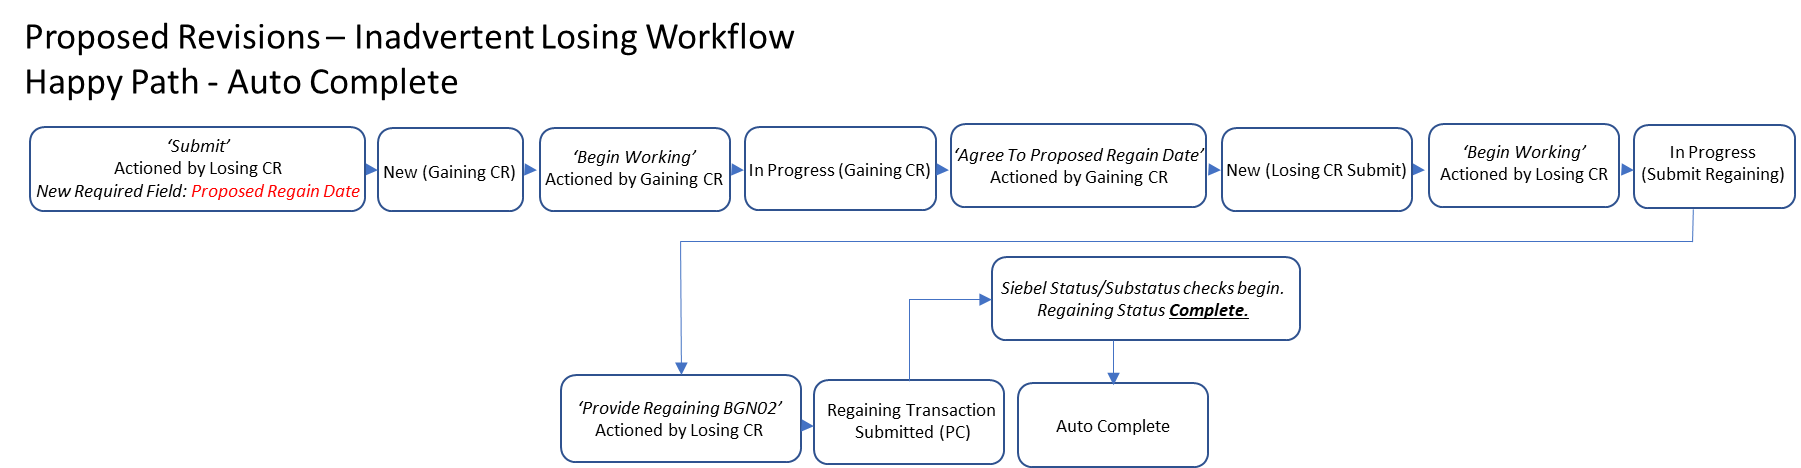 Proposed Revisions – Inadvertent Losing Workflow
Happy Path - Auto Complete
‘Submit’
Actioned by Losing CR
New Required Field: Proposed Regain Date
New (Gaining CR)
‘Begin Working’
Actioned by Gaining CR
In Progress (Gaining CR)
‘Agree To Proposed Regain Date’
Actioned by Gaining CR
New (Losing CR Submit)
‘Begin Working’
Actioned by Losing CR
In Progress
(Submit Regaining)
Siebel Status/Substatus checks begin.
Regaining Status Complete.
‘Provide Regaining BGN02’
Actioned by Losing CR
Regaining Transaction
Submitted (PC)
Auto Complete